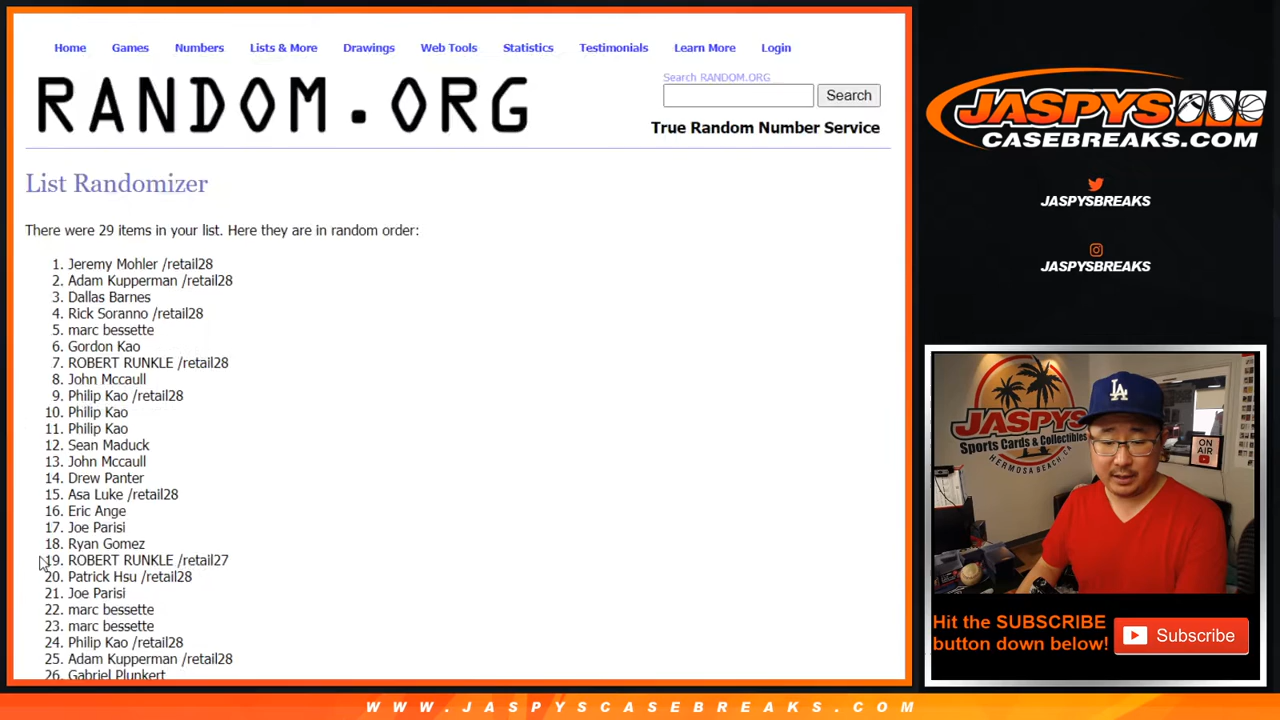 Home Games Numbers Lists & More Drawings Web Tools Statistics Testimonials Learn More Login
RANDOM.ORG
Search RANDOM.ORG
Search
True Random Number Service
List Randomizer
There were 29 items in your list. Here they are in random order:
1. Jeremy Mohler /retail28
2. Adam Kupperman /retail28
3. Dallas Barnes
4. Rick Soranno /retail28
5. marc bessette
6. Gordon Kao
7. ROBERT RUNKLE /retail28
8. John Mccaull
9. Philip Kao /retail28
10. Philip Kao
11. Philip Kao
12. Sean Maduck
13. John Mccaull
14. Drew Panter
15. Asa Luke /retail28
16. Eric Ange
17. Joe Parisi
18. Ryan Gomez
19. ROBERT RUNKLE /retail27
20. Patrick Hsu /retail28
21. Joe Parisi
22. marc bessette
23. marc bessette
24. Philip Kao /retail28
25. Adam Kupperman /retail28
26. Gabriel Plunkert
JASPYS
CASEBREAKS.COM
JASPYSBREAKS
JASPYSBREAKS
JASPYS
Sports Cards & Collectibles
HERMOSA BEACH, CA
LA
ON AIR
Hit the SUBSCRIBE
button down below!
Subscribe
WWW.JASPYSCASEBREAKS.COM